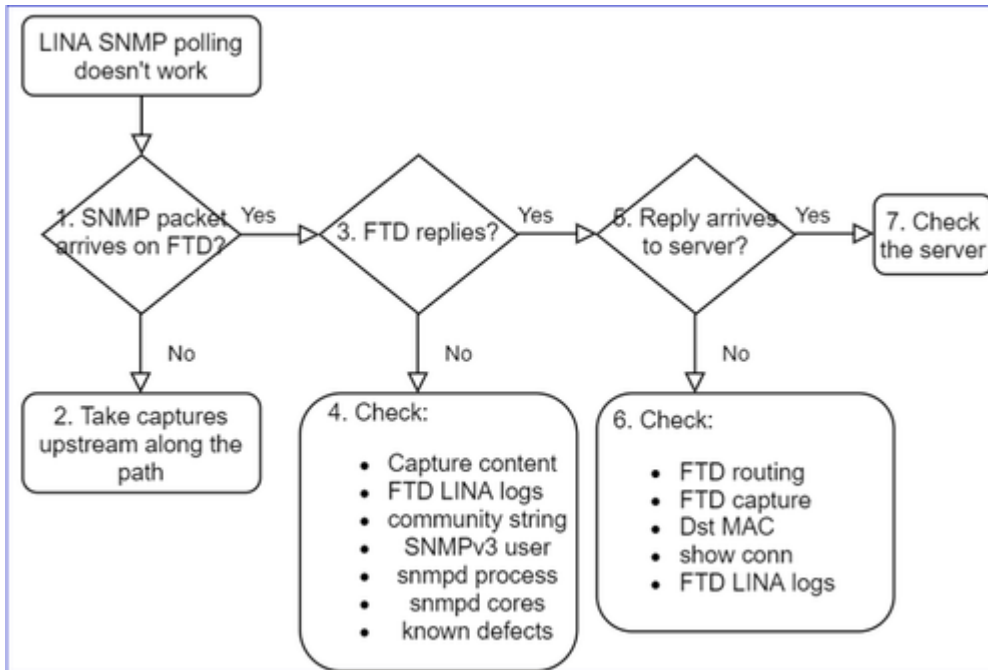 LINA SNMP polling
doesn't work
1. SNMP packet
arrives on FTD?
Yes
3. FTD replies?
Yes
5. Reply arrives
to server?
Yes
7. Check
the server
No
No
No
2. Take captures
upstream along the
path
4. Check:
• Capture content
• FTD LINA logs
• community string
• SNMPv3 user
• snmpd process
• snmpd cores
• known defects
6. Check:
• FTD routing
• FTD capture
• Dst MAC
• show conn
• FTD LINA logs